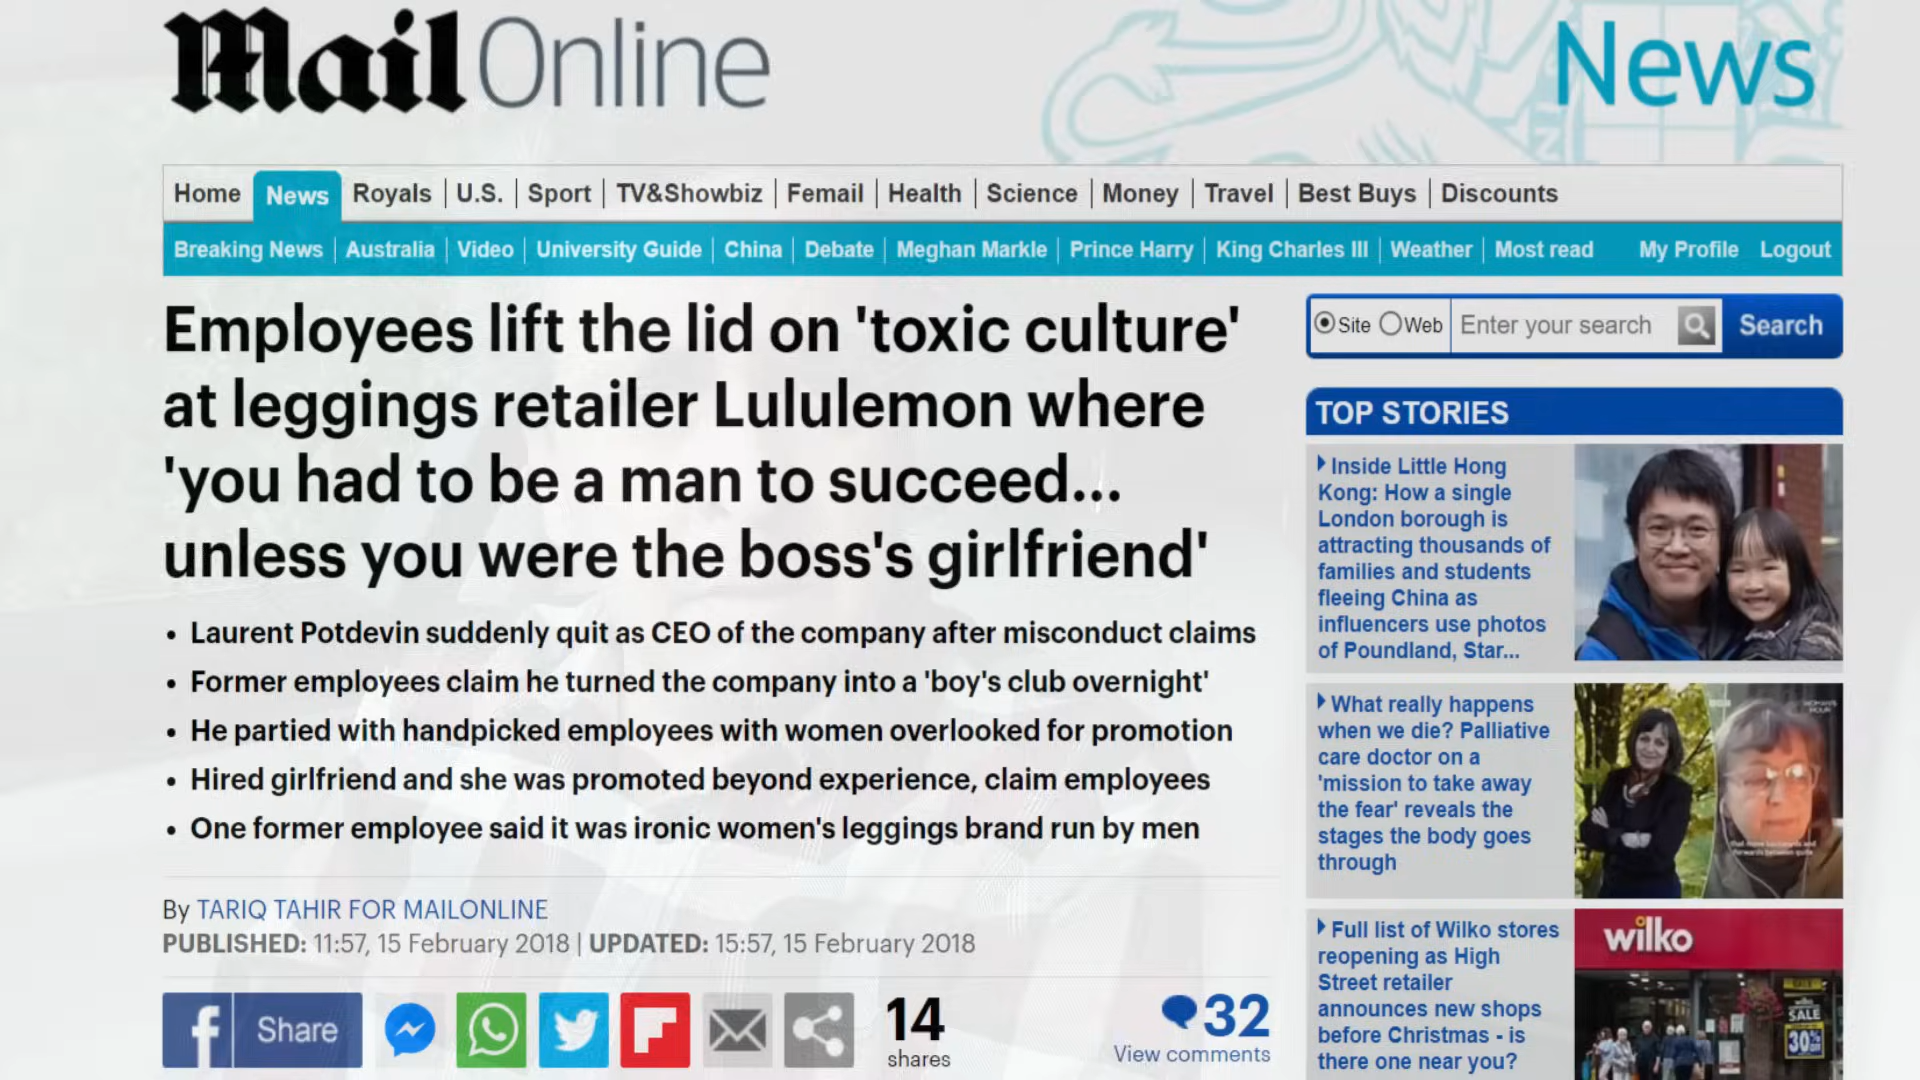 Mail Online
News
Home News Royals U.S. Sport TV&Showbiz Femail Health Science Money Travel Best Buys Discounts
Breaking News Australia Video University Guide China Debate Meghan Markle Prince Harry King Charles III Weather Most read My Profile Logout
Employees lift the lid on 'toxic culture'
at leggings retailer Lululemon where
'you had to be a man to succeed...
unless you were the boss's girlfriend'
• Laurent Potdevin suddenly quit as CEO of the company after misconduct claims
• Former employees claim he turned the company into a 'boy's club overnight'
• He partied with handpicked employees with women overlooked for promotion
• Hired girlfriend and she was promoted beyond experience, claim employees
• One former employee said it was ironic women's leggings brand run by men
By TARIQ TAHIR FOR MAILONLINE
PUBLISHED: 11:57, 15 February 2018 | UPDATED: 15:57, 15 February 2018
Share
14
shares
32
View comments
Site Web Enter your search Search
TOP STORIES
Inside Little Hong
Kong: How a single
London borough is
attracting thousands of
families and students
fleeing China as
influencers use photos
of Poundland, Star...
What really happens
when we die? Palliative
care doctor on a
'mission to take away
the fear' reveals the
stages the body goes
through
Full list of Wilko stores
reopening as High
Street retailer
announces new shops
before Christmas - is
there one near you?
wilko
SALE
30%